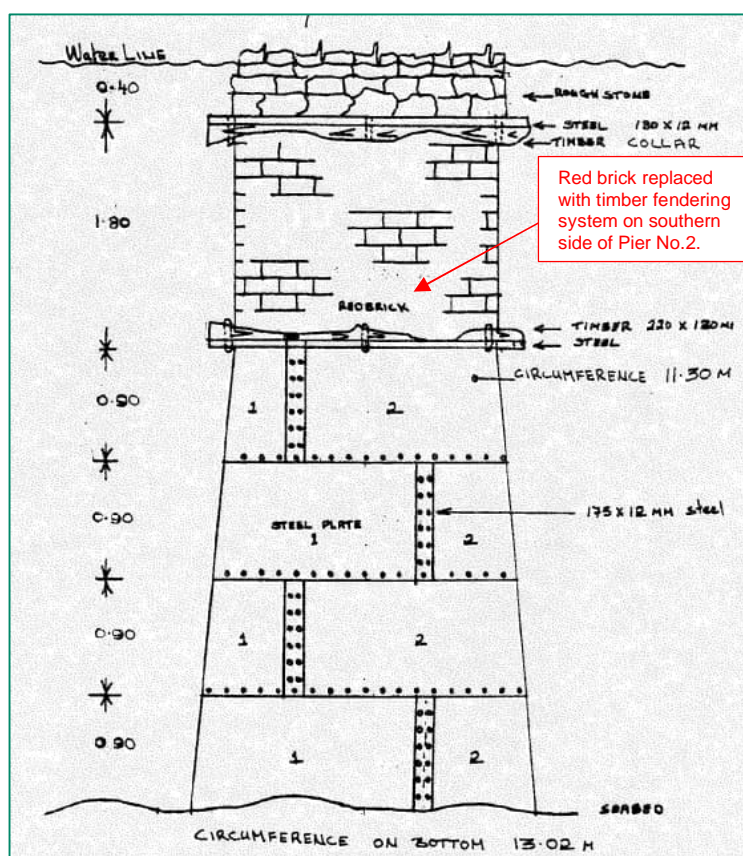 Water Line
0.40
ROUGH STONE
STEEL 180 X 12 MM
TIMBER COLLAR
Red brick replaced
with timber fendering
system on southern
side of Pier No.2.
1.80
REDBRICK
TIMBER 220 X 120 M
STEEL
CIRCUMFERENCE 11.30 M
0.90
1 2
0.90
STEEL PLATE
1 2
175 X 12 MM steel
0.90
1 2
0.90
1 2
SEABED
CIRCUMFERENCE ON BOTTOM 13.02 M